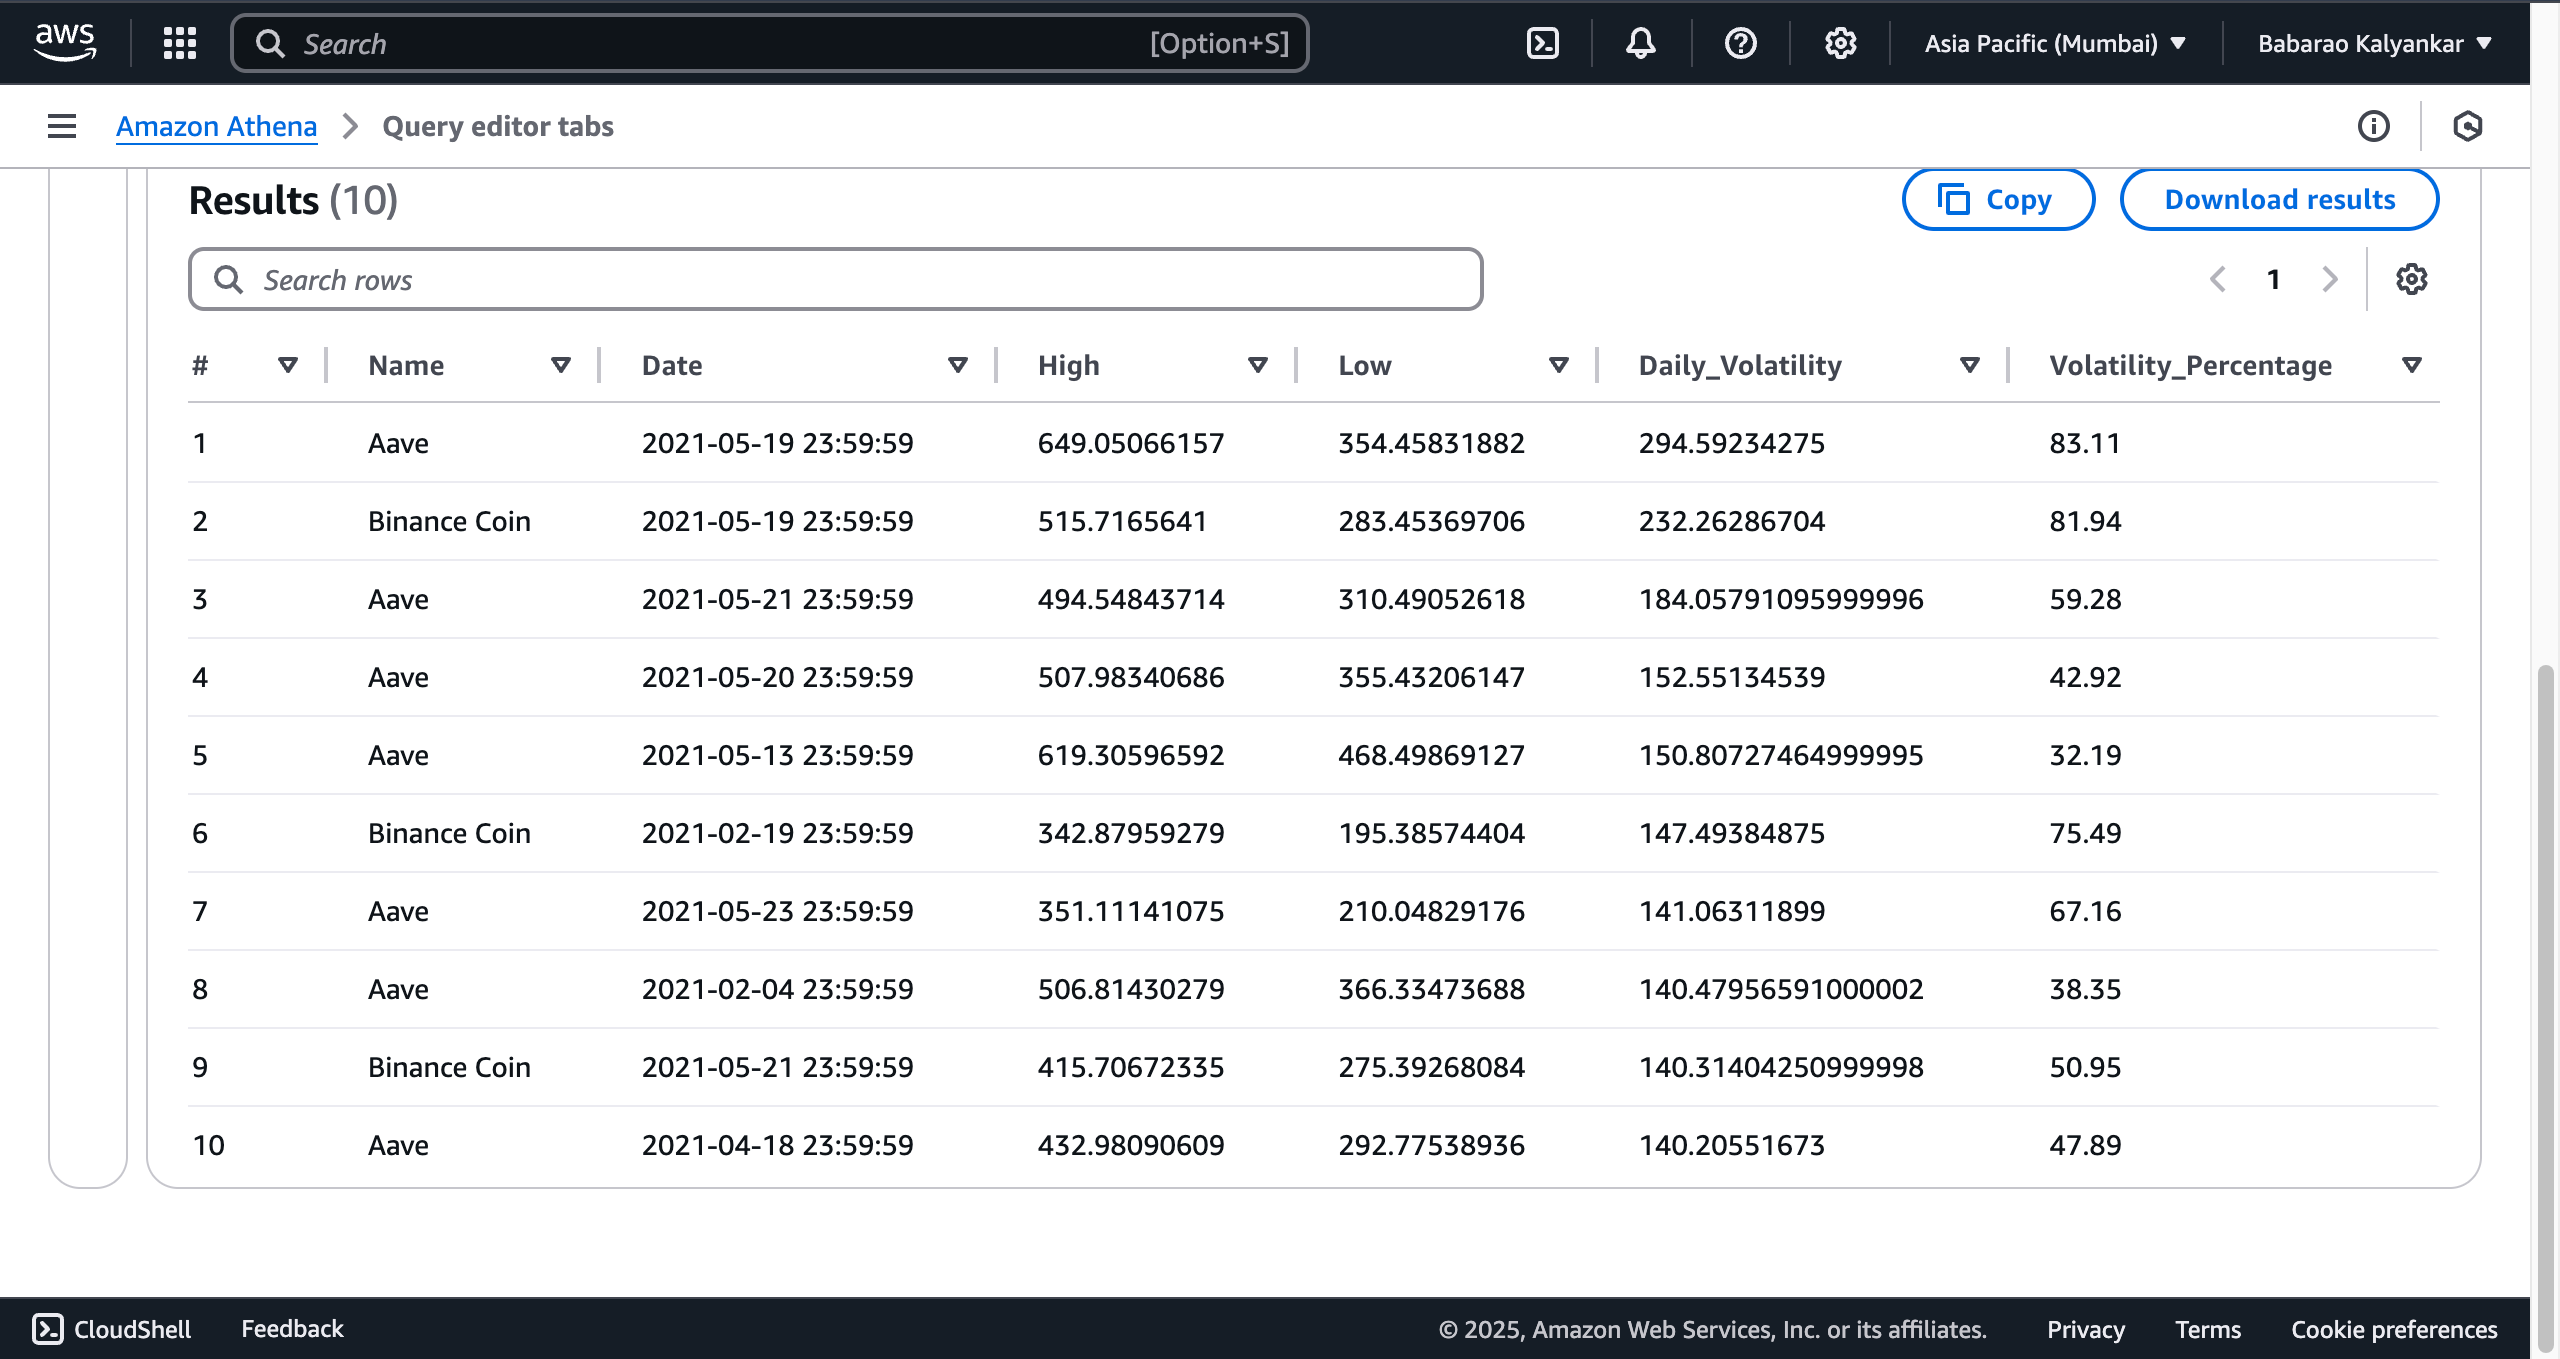 aws Search [Option+S] Asia Pacific (Mumbai) Babarao Kalyankar
Amazon Athena Query editor tabs
Results (10) Copy Download results
Search rows 1
# Name Date High Low Daily_Volatility Volatility_Percentage
1 Aave 2021-05-19 23:59:59 649.05066157 354.45831882 294.59234275 83.11
2 Binance Coin 2021-05-19 23:59:59 515.7165641 283.45369706 232.26286704 81.94
3 Aave 2021-05-21 23:59:59 494.54843714 310.49052618 184.05791095999996 59.28
4 Aave 2021-05-20 23:59:59 507.98340686 355.43206147 152.55134539 42.92
5 Aave 2021-05-13 23:59:59 619.30596592 468.49869127 150.80727464999995 32.19
6 Binance Coin 2021-02-19 23:59:59 342.87959279 195.38574404 147.49384875 75.49
7 Aave 2021-05-23 23:59:59 351.11141075 210.04829176 141.06311899 67.16
8 Aave 2021-02-04 23:59:59 506.81430279 366.33473688 140.47956591000002 38.35
9 Binance Coin 2021-05-21 23:59:59 415.70672335 275.39268084 140.31404250999998 50.95
10 Aave 2021-04-18 23:59:59 432.98090609 292.77538936 140.20551673 47.89
CloudShell Feedback © 2025, Amazon Web Services, Inc. or its affiliates. Privacy Terms Cookie preferences